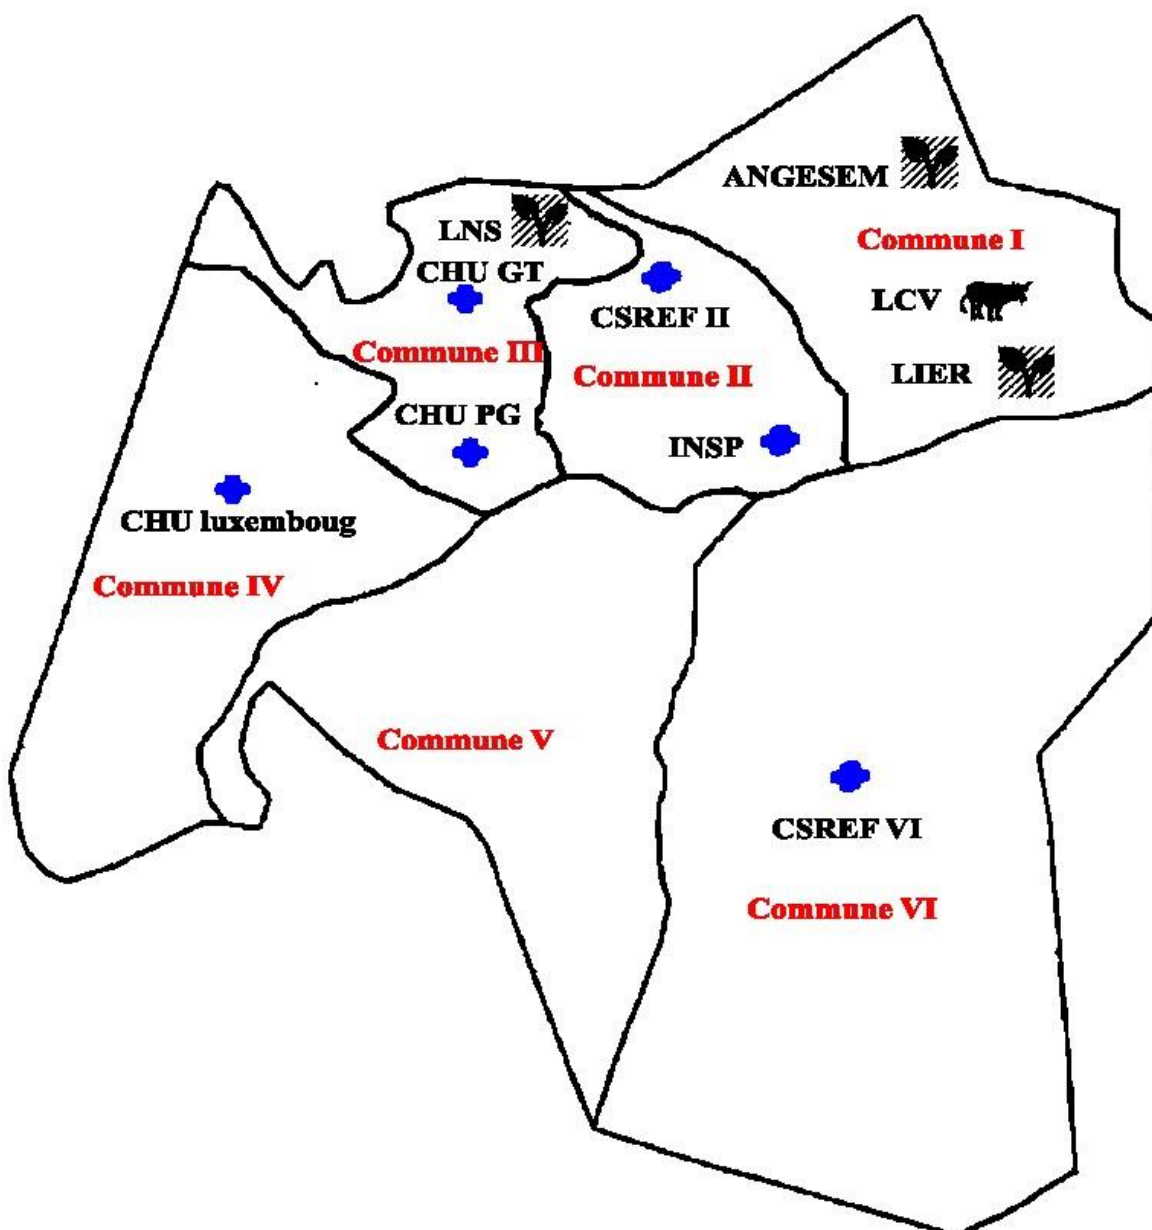 ANGESEM
LNS
Commune I
CHU GT
LCV
CSREF II
Commune III
Commune II
LIER
CHU PG
INSP
CHU luxemboug
Commune IV
Commune V
CSREF VI
Commune VI